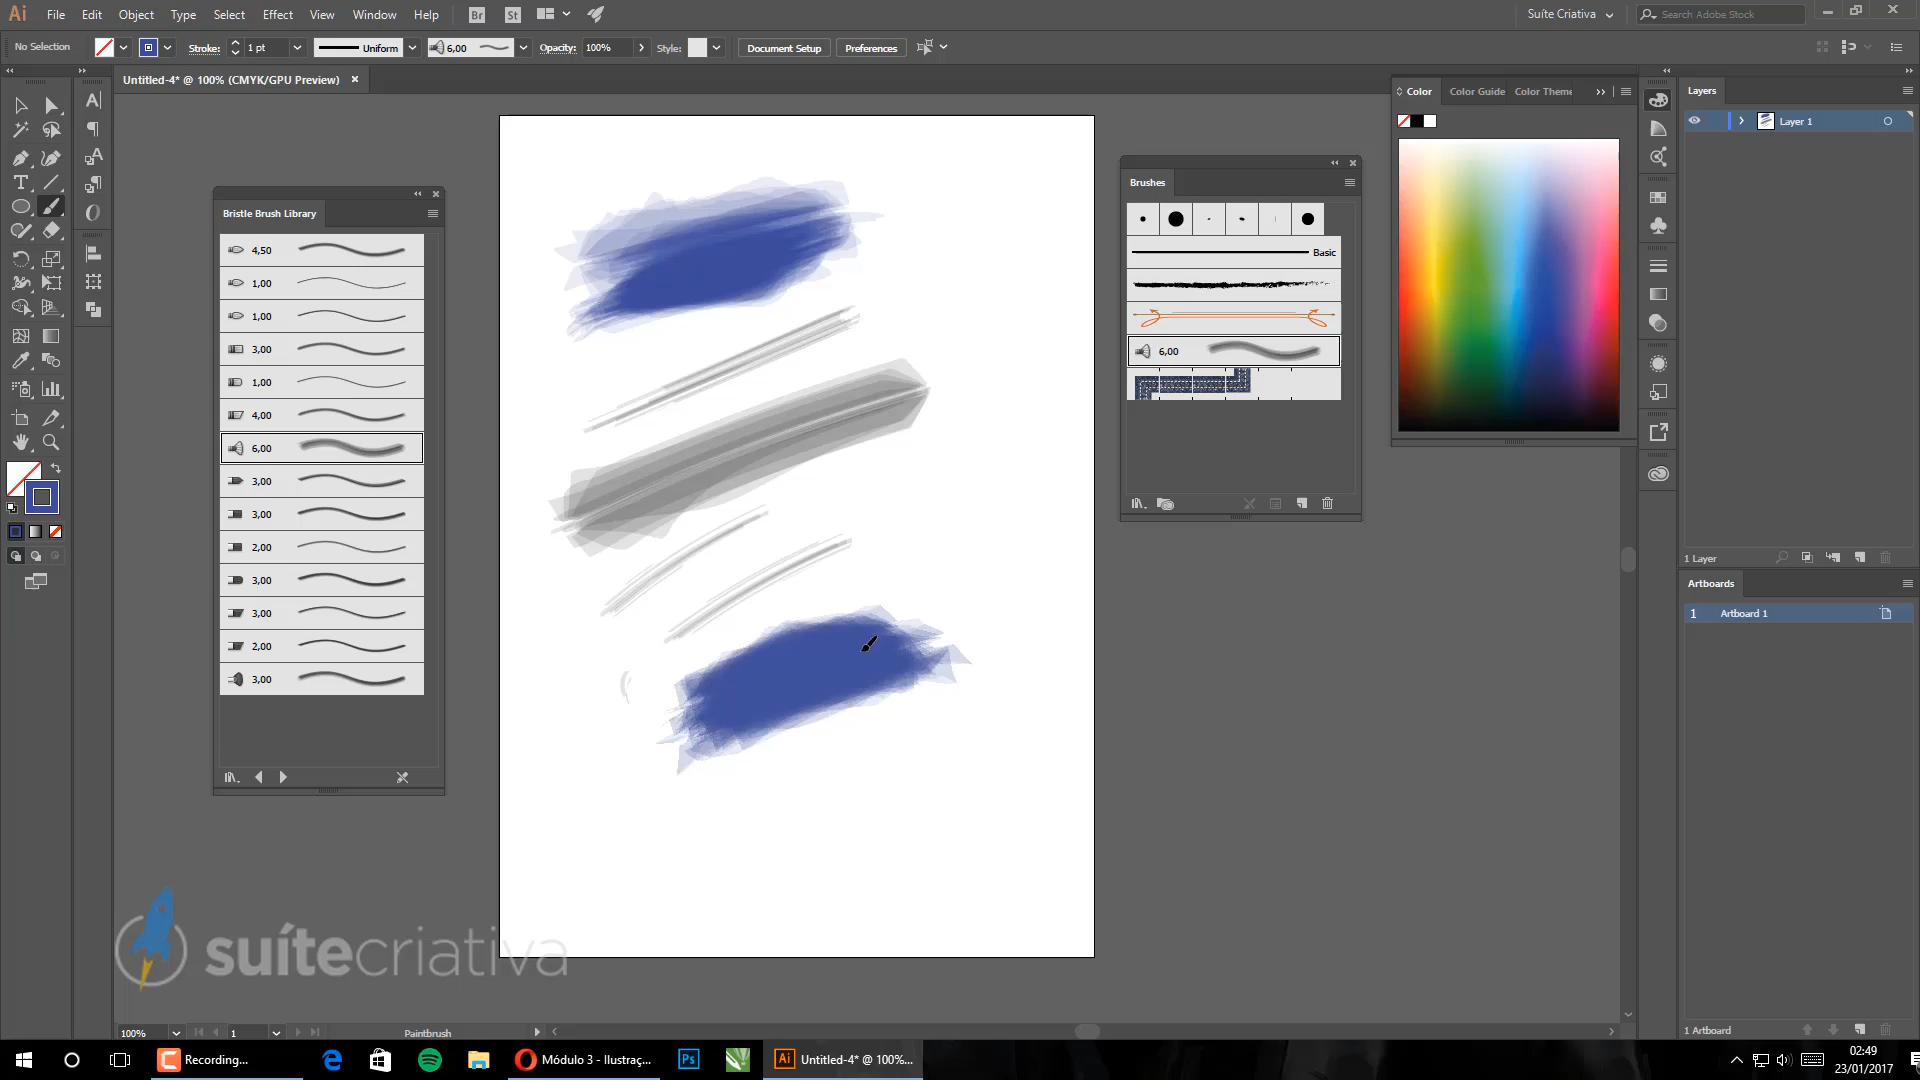 Ai File Edit Object Type Select Effect View Window Help Br St Suíte Criativa Search Adobe Stock
No Selection Stroke: 1 pt Uniform 6,00 Opacity: 100% Style: Document Setup Preferences
Untitled-4* @ 100% (CMYK/GPU Preview)
Bristle Brush Library
4,50
1,00
1,00
3,00
1,00
4,00
6,00
3,00
3,00
2,00
3,00
3,00
2,00
3,00
Brushes
Basic
6,00
Color Color Guide Color Theme
Layers
Layer 1
1 Layer
Artboards
1 Artboard 1
1 Artboard
suítecriativa
100% 1 Paintbrush
Recording... Módulo 3 - Ilustraç... Ps Ai Untitled-4* @ 100%...
02:49
23/01/2017